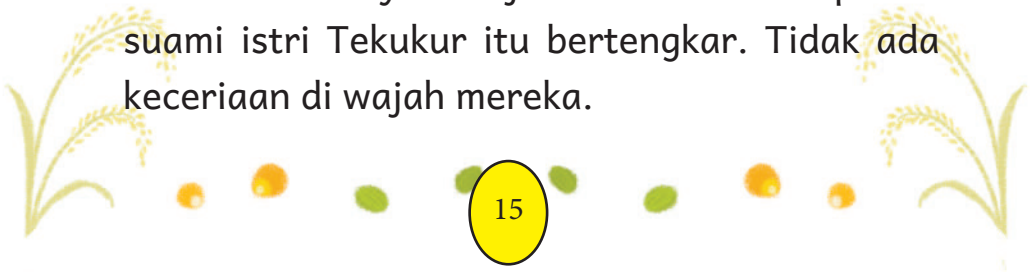 suami istri Tekukur itu bertengkar. Tidak ada
keceriaan di wajah mereka.
15